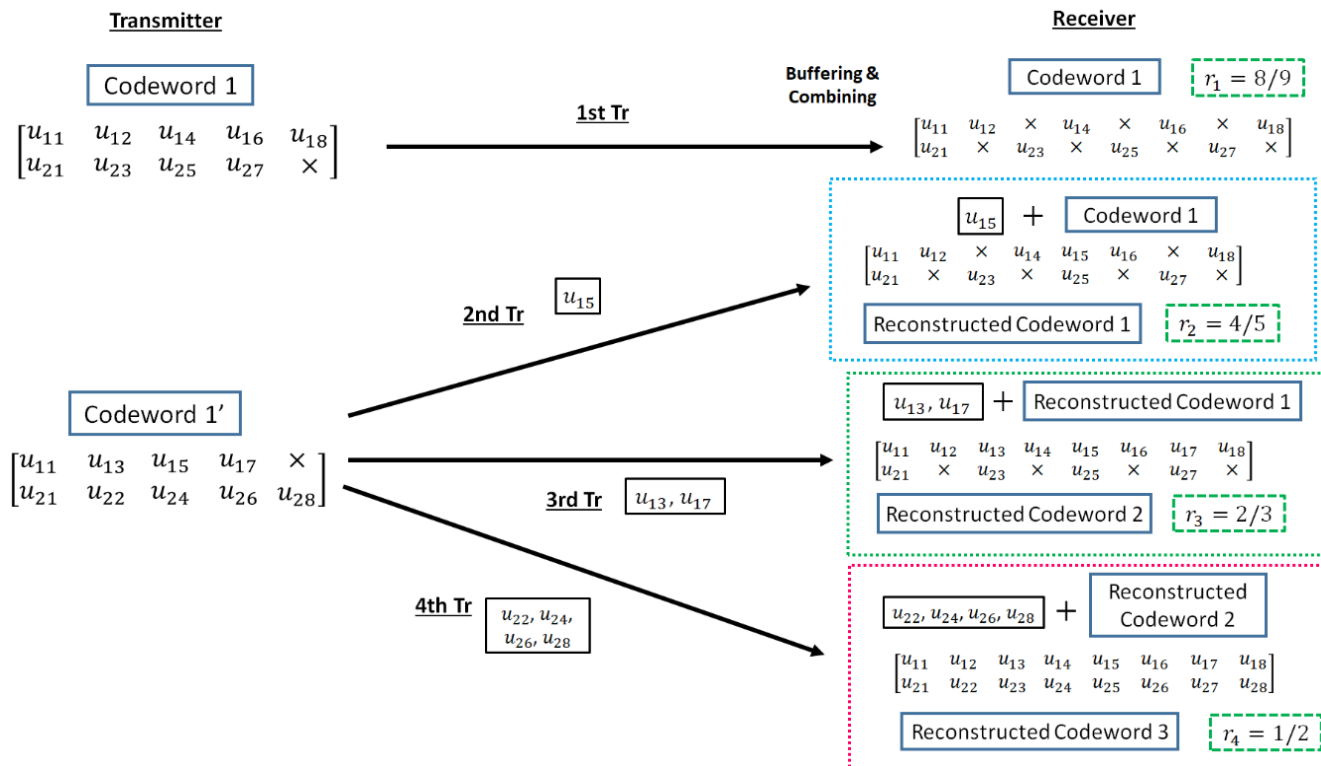 Transmitter
Receiver
Codeword 1
Buffering &
Combining
Codeword 1
r₁ = 8/9
1st Tr
[u₁₁ u₁₂ u₁₄ u₁₆ u₁₈
u₂₁ u₂₃ u₂₅ u₂₇ ×]
[u₁₁ u₁₂ × u₁₄ × u₁₆ × u₁₈
u₂₁ × u₂₃ × u₂₅ × u₂₇ ×]
u₁₅ + Codeword 1
[u₁₁ u₁₂ × u₁₄ u₁₅ u₁₆ × u₁₈
u₂₁ × u₂₃ × u₂₅ × u₂₇ ×]
2nd Tr
u₁₅
Reconstructed Codeword 1
r₂ = 4/5
Codeword 1’
[u₁₁ u₁₃ u₁₅ u₁₇ ×
u₂₁ u₂₂ u₂₄ u₂₆ u₂₈]
u₁₃, u₁₇ + Reconstructed Codeword 1
[u₁₁ u₁₂ u₁₃ u₁₄ u₁₅ u₁₆ u₁₇ u₁₈
u₂₁ × u₂₃ × u₂₅ × u₂₇ ×]
3rd Tr
u₁₃, u₁₇
Reconstructed Codeword 2
r₃ = 2/3
4th Tr
u₂₂, u₂₄,
u₂₆, u₂₈
u₂₂, u₂₄, u₂₆, u₂₈ +
Reconstructed
Codeword 2
[u₁₁ u₁₂ u₁₃ u₁₄ u₁₅ u₁₆ u₁₇ u₁₈
u₂₁ u₂₂ u₂₃ u₂₄ u₂₅ u₂₆ u₂₇ u₂₈]
Reconstructed Codeword 3
r₄ = 1/2